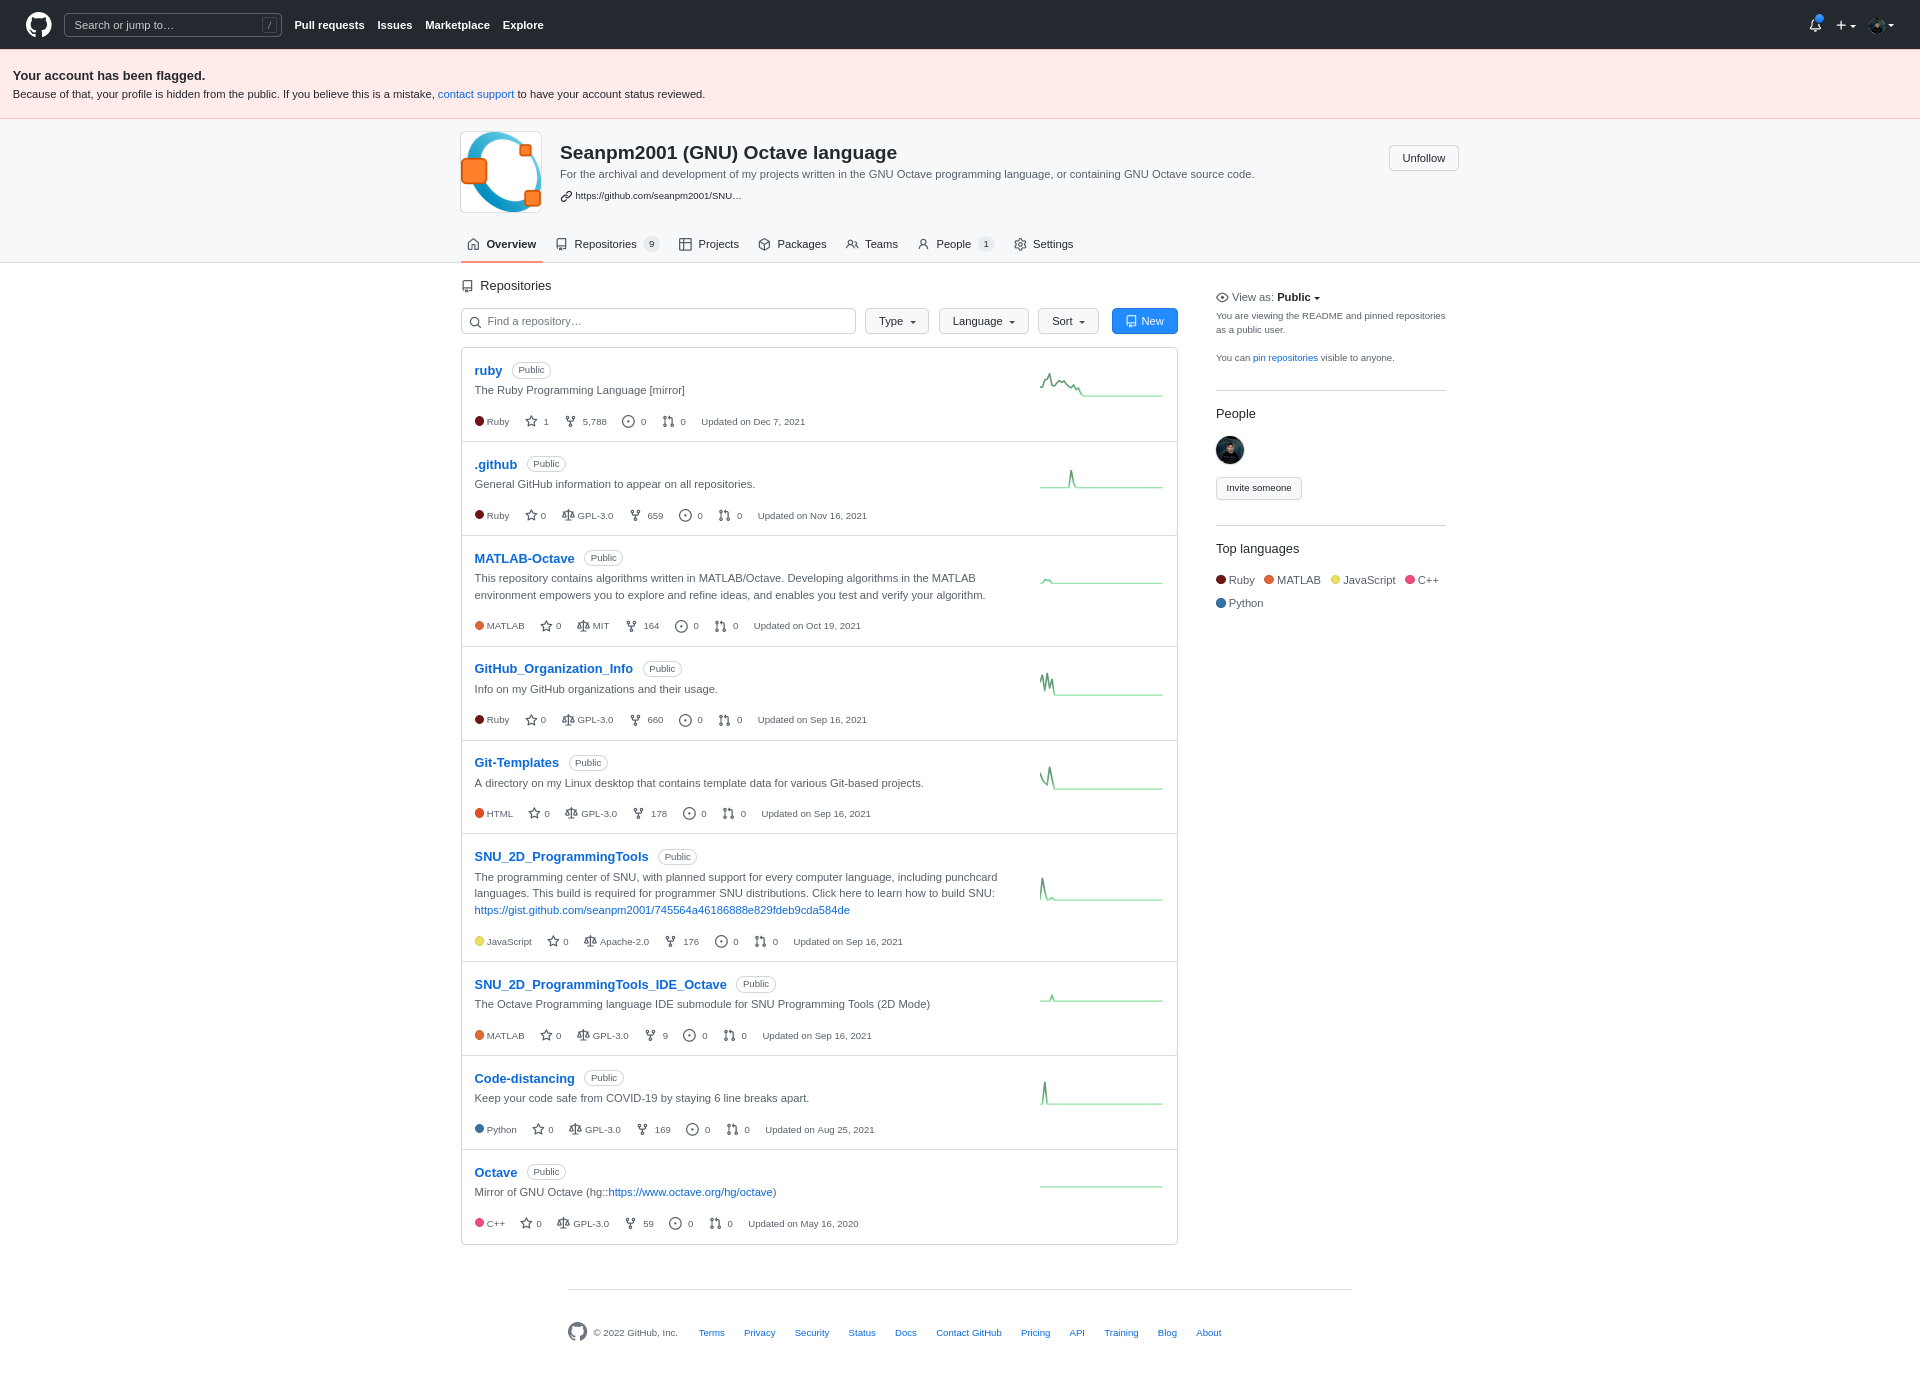 Search or jump to… /
Pull requests Issues Marketplace Explore
Your account has been flagged.
Because of that, your profile is hidden from the public. If you believe this is a mistake, contact support to have your account status reviewed.
Seanpm2001 (GNU) Octave language
Unfollow
For the archival and development of my projects written in the GNU Octave programming language, or containing GNU Octave source code.
https://github.com/seanpm2001/SNU…
Overview Repositories 9 Projects Packages Teams People 1 Settings
Repositories
Find a repository… Type Language Sort New
ruby Public
The Ruby Programming Language [mirror]
Ruby 1 5,788 0 0 Updated on Dec 7, 2021
.github Public
General GitHub information to appear on all repositories.
Ruby 0 GPL-3.0 659 0 0 Updated on Nov 16, 2021
MATLAB-Octave Public
This repository contains algorithms written in MATLAB/Octave. Developing algorithms in the MATLAB
environment empowers you to explore and refine ideas, and enables you test and verify your algorithm.
MATLAB 0 MIT 164 0 0 Updated on Oct 19, 2021
GitHub_Organization_Info Public
Info on my GitHub organizations and their usage.
Ruby 0 GPL-3.0 660 0 0 Updated on Sep 16, 2021
Git-Templates Public
A directory on my Linux desktop that contains template data for various Git-based projects.
HTML 0 GPL-3.0 178 0 0 Updated on Sep 16, 2021
SNU_2D_ProgrammingTools Public
The programming center of SNU, with planned support for every computer language, including punchcard
languages. This build is required for programmer SNU distributions. Click here to learn how to build SNU:
https://gist.github.com/seanpm2001/745564a46186888e829fdeb9cda584de
JavaScript 0 Apache-2.0 176 0 0 Updated on Sep 16, 2021
SNU_2D_ProgrammingTools_IDE_Octave Public
The Octave Programming language IDE submodule for SNU Programming Tools (2D Mode)
MATLAB 0 GPL-3.0 9 0 0 Updated on Sep 16, 2021
Code-distancing Public
Keep your code safe from COVID-19 by staying 6 line breaks apart.
Python 0 GPL-3.0 169 0 0 Updated on Aug 25, 2021
Octave Public
Mirror of GNU Octave (hg::https://www.octave.org/hg/octave)
C++ 0 GPL-3.0 59 0 0 Updated on May 16, 2020
View as: Public
You are viewing the README and pinned repositories
as a public user.
You can pin repositories visible to anyone.
People
Invite someone
Top languages
Ruby MATLAB JavaScript C++
Python
© 2022 GitHub, Inc. Terms Privacy Security Status Docs Contact GitHub Pricing API Training Blog About